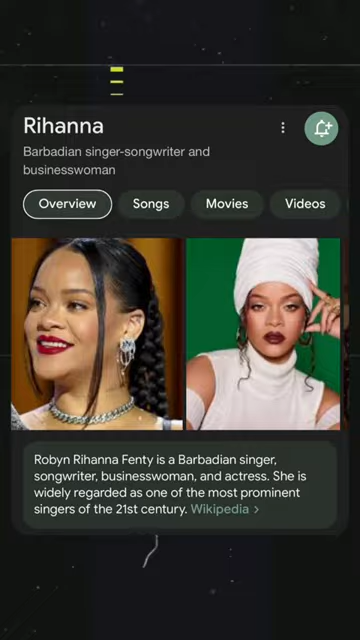 Rihanna
Barbadian singer-songwriter and
businesswoman
Overview
Songs
Movies
Videos
Robyn Rihanna Fenty is a Barbadian singer,
songwriter, businesswoman, and actress. She is
widely regarded as one of the most prominent
singers of the 21st century. Wikipedia >